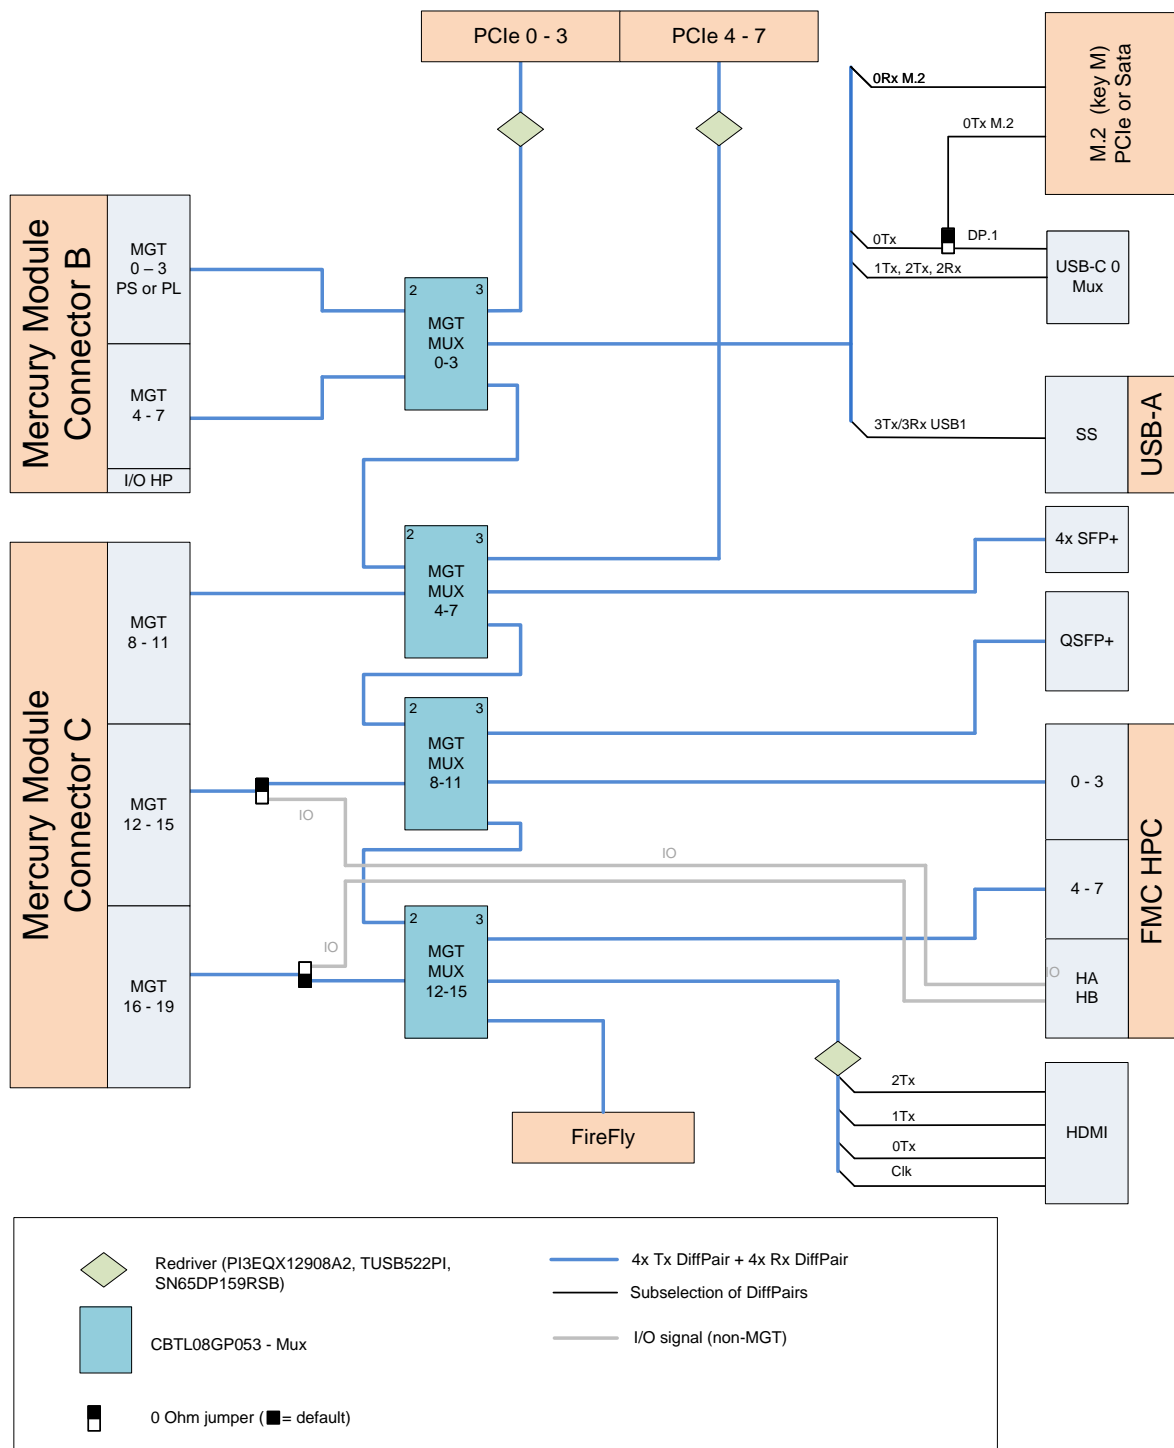 PCIe 0 - 3
PCIe 4 - 7
0Rx M.2
0Tx M.2
M.2 (key M)
PCIe or Sata
Mercury Module
Connector B
MGT
0 – 3
PS or PL
MGT
4 - 7
I/O HP
2
3
MGT
MUX
0-3
0Tx
DP.1
1Tx, 2Tx, 2Rx
USB-C 0
Mux
3Tx/3Rx USB1
SS
USB-A
Mercury Module
Connector C
MGT
8 - 11
2
3
MGT
MUX
4-7
4x SFP+
QSFP+
MGT
12 - 15
IO
2
3
MGT
MUX
8-11
IO
0 - 3
4 - 7
IO
HA
HB
FMC HPC
MGT
16 - 19
IO
2
3
MGT
MUX
12-15
FireFly
2Tx
1Tx
0Tx
Clk
HDMI
Redriver (PI3EQX12908A2, TUSB522PI,
SN65DP159RSB)
CBTL08GP053 - Mux
0 Ohm jumper (■= default)
4x Tx DiffPair + 4x Rx DiffPair
Subselection of DiffPairs
I/O signal (non-MGT)